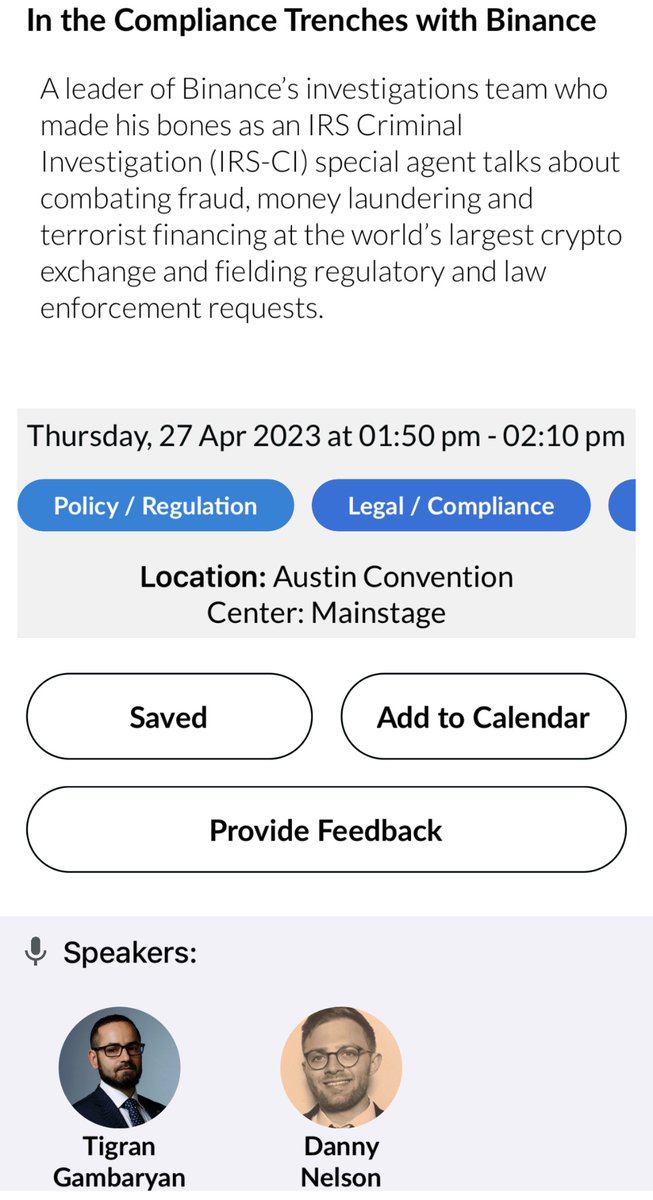 In the Compliance Trenches with Binance
A leader of Binance’s investigations team who
made his bones as an IRS Criminal
Investigation (IRS-CI) special agent talks about
combating fraud, money laundering and
terrorist financing at the world’s largest crypto
exchange and fielding regulatory and law
enforcement requests.
Thursday, 27 Apr 2023 at 01:50 pm - 02:10 pm
Policy / Regulation
Legal / Compliance
Location: Austin Convention
Center: Mainstage
Saved
Add to Calendar
Provide Feedback
Speakers:
Tigran
Gambaryan
Danny
Nelson